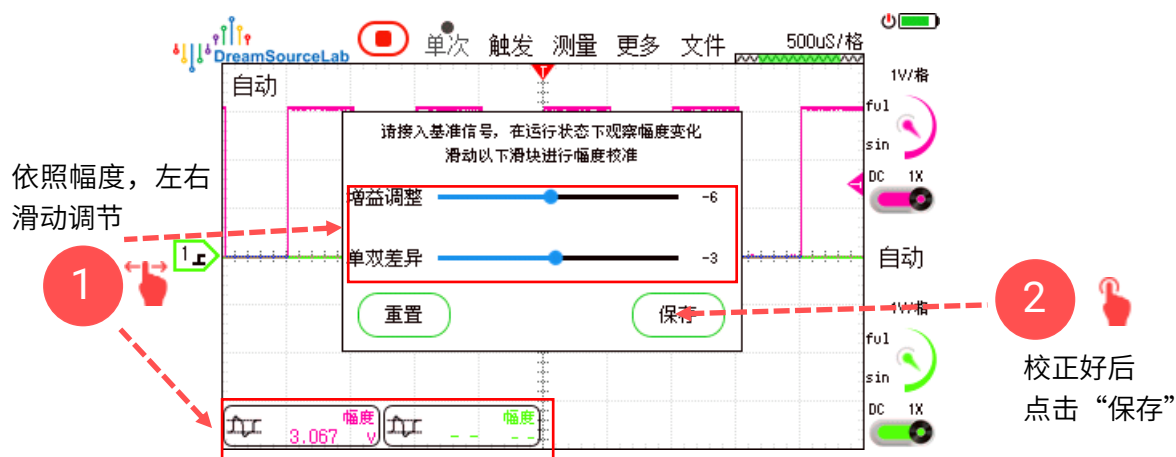 DreamSourceLab
单次 触发 测量 更多 文件
500uS/格
自动
1V/格
ful
sin
DC 1X
请接入基准信号，在运行状态下观察幅度变化
滑动以下滑块进行幅度校准
增益调整 -6
单双差异 -3
重置
保存
依照幅度，左右
滑动调节
1
1
T
T
自动
1V/格
ful
sin
DC 1X
2
校正好后
点击“保存”
幅度
3.067 V
幅度
-- --